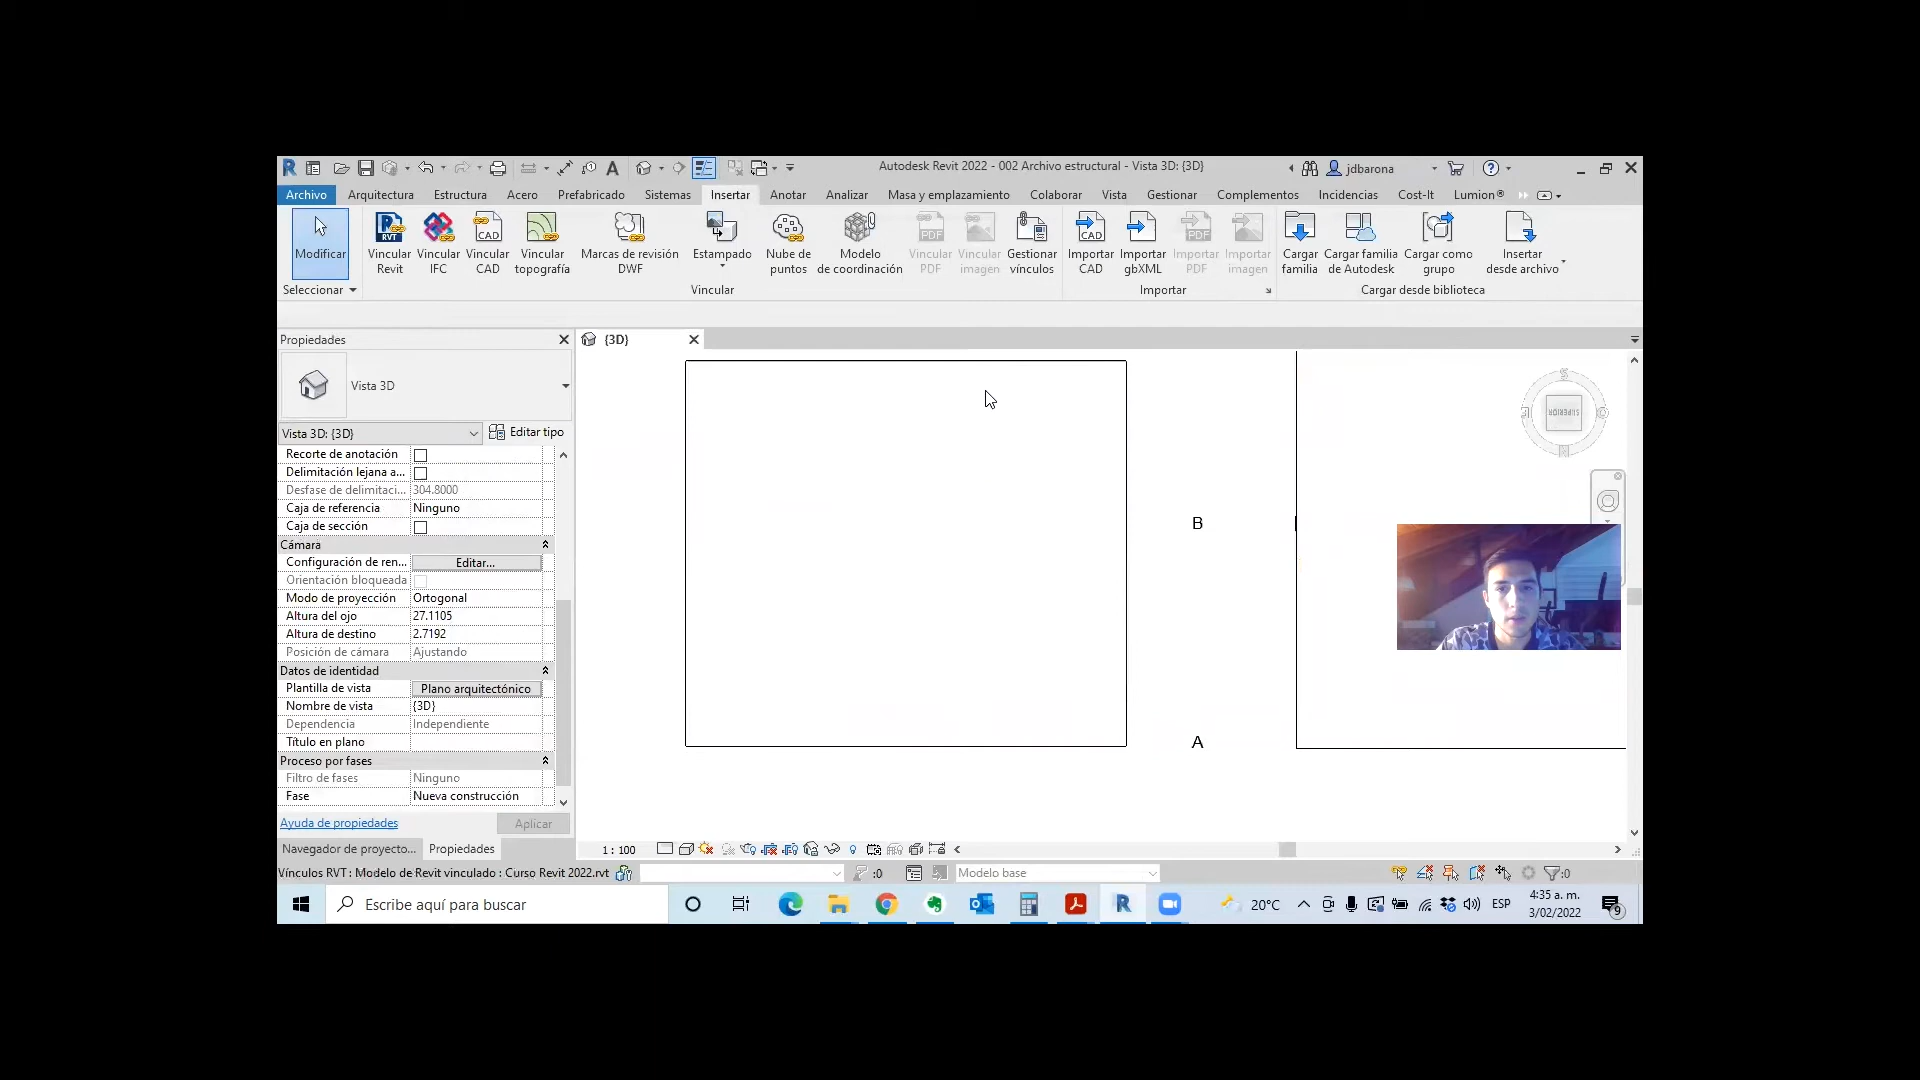 Autodesk Revit 2022 - 002 Archivo estructural - Vista 3D: {3D}
jdbarona
Archivo Arquitectura Estructura Acero Prefabricado Sistemas Insertar Anotar Analizar Masa y emplazamiento Colaborar Vista Gestionar Complementos Incidencias Cost-It Lumion®
Modificar
Vincular Revit
Vincular IFC
Vincular CAD
Vincular topografía
Marcas de revisión DWF
Estampado
Nube de puntos
Modelo de coordinación
Vincular PDF
Vincular imagen
Gestionar vínculos
Importar CAD
Importar gbXML
Importar PDF
Importar imagen
Cargar familia
Cargar familia de Autodesk
Cargar como grupo
Insertar desde archivo
Seleccionar
Vincular
Importar
Cargar desde biblioteca
Propiedades
{3D}
Vista 3D
Vista 3D: {3D}
Editar tipo
Recorte de anotación
Delimitación lejana a...
Desfase de delimitaci... 304.8000
Caja de referencia Ninguno
Caja de sección
Cámara
Configuración de ren... Editar...
Orientación bloqueada
Modo de proyección Ortogonal
Altura del ojo 27.1105
Altura de destino 2.7192
Posición de cámara Ajustando
Datos de identidad
Plantilla de vista Plano arquitectónico
Nombre de vista {3D}
Dependencia Independiente
Título en plano
Proceso por fases
Filtro de fases Ninguno
Fase Nueva construcción
Ayuda de propiedades
Aplicar
Navegador de proyecto...
Propiedades
B
A
S
SUPERIOR
N
1 : 100
Vínculos RVT : Modelo de Revit vinculado : Curso Revit 2022.rvt
:0
Modelo base
:0
Escribe aquí para buscar
20°C
ESP
4:35 a. m.
3/02/2022
9